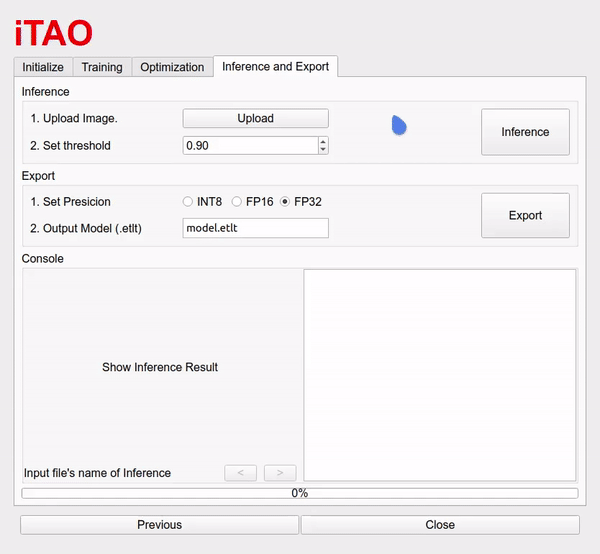 iTAO
Initialize Training Optimization Inference and Export
Inference
1. Upload Image. Upload
Inference
2. Set threshold 0.90
Export
1. Set Presicion INT8 FP16 FP32
Export
2. Output Model (.etlt) model.etlt
Console
Show Inference Result
Input file's name of Inference < >
0%
Previous Close